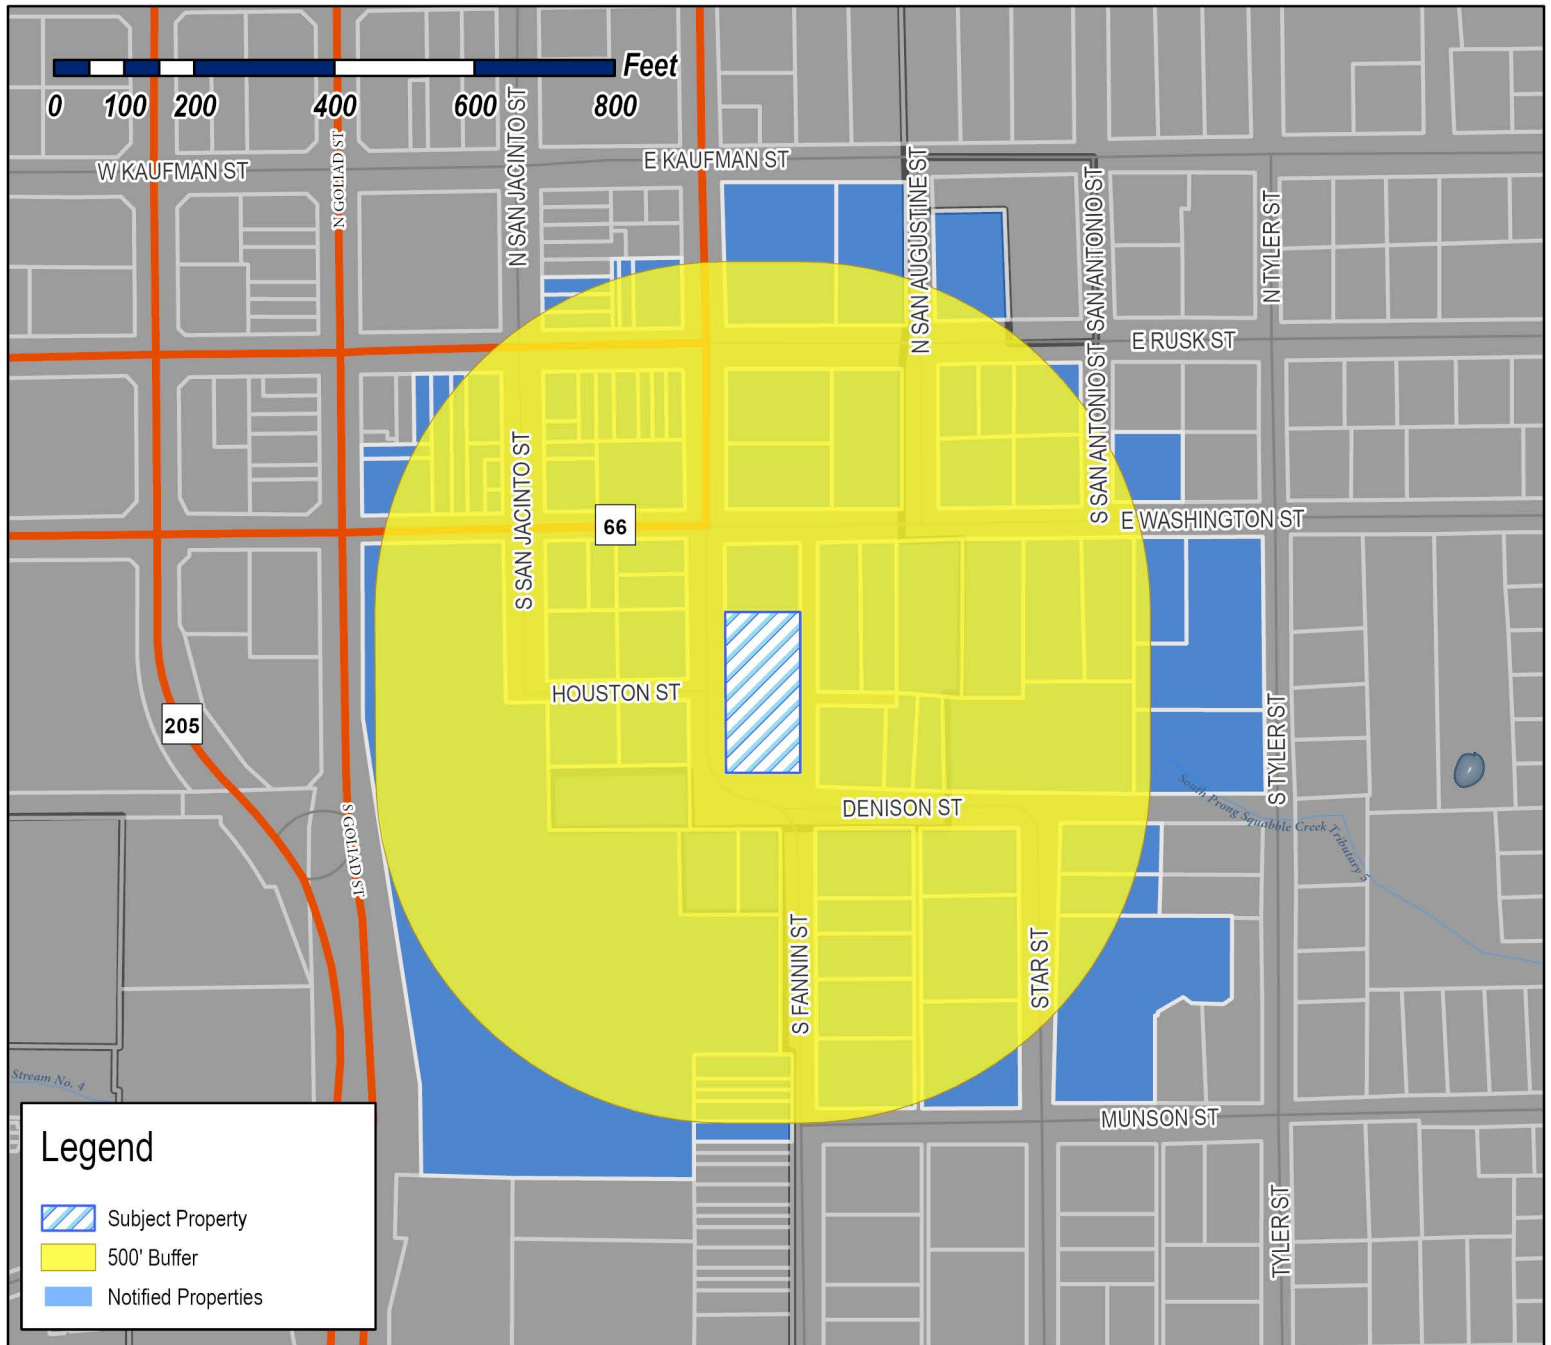 Feet
0 100 200 400 600 800
W KAUFMAN ST
E KAUFMAN ST
N GOLIAD ST
N SAN JACINTO ST
N SAN AUGUSTINE ST
N SAN ANTONIO ST
N TYLER ST
E RUSK ST
S SAN JACINTO ST
S SAN ANTONIO ST
66
E WASHINGTON ST
HOUSTON ST
205
S TYLER ST
DENISON ST
S GOLIAD ST
South Prong Squabble Creek Tributary 5
S FANNIN ST
STAR ST
Stream No. 4
MUNSON ST
TYLER ST
Legend
Subject Property
500' Buffer
Notified Properties